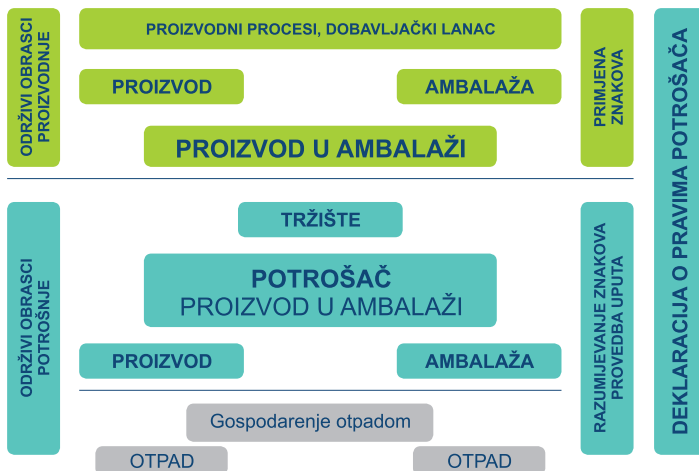 ODRŽIVI OBRASCI
PROIZVODNJE
PROIZVODNI PROCESI, DOBAVLJAČKI LANAC
PROIZVOD
AMBALAŽA
PROIZVOD U AMBALAŽI
PRIMJENA
ZNAKOVA
DEKLARACIJA O PRAVIMA POTROŠAČA
ODRŽIVI OBRASCI
POTROŠNJE
TRŽIŠTE
POTROŠAČ
PROIZVOD U AMBALAŽI
PROIZVOD
AMBALAŽA
RAZUMIJEVANJE ZNAKOVA
PROVEDBA UPUTA
Gospodarenje otpadom
OTPAD
OTPAD